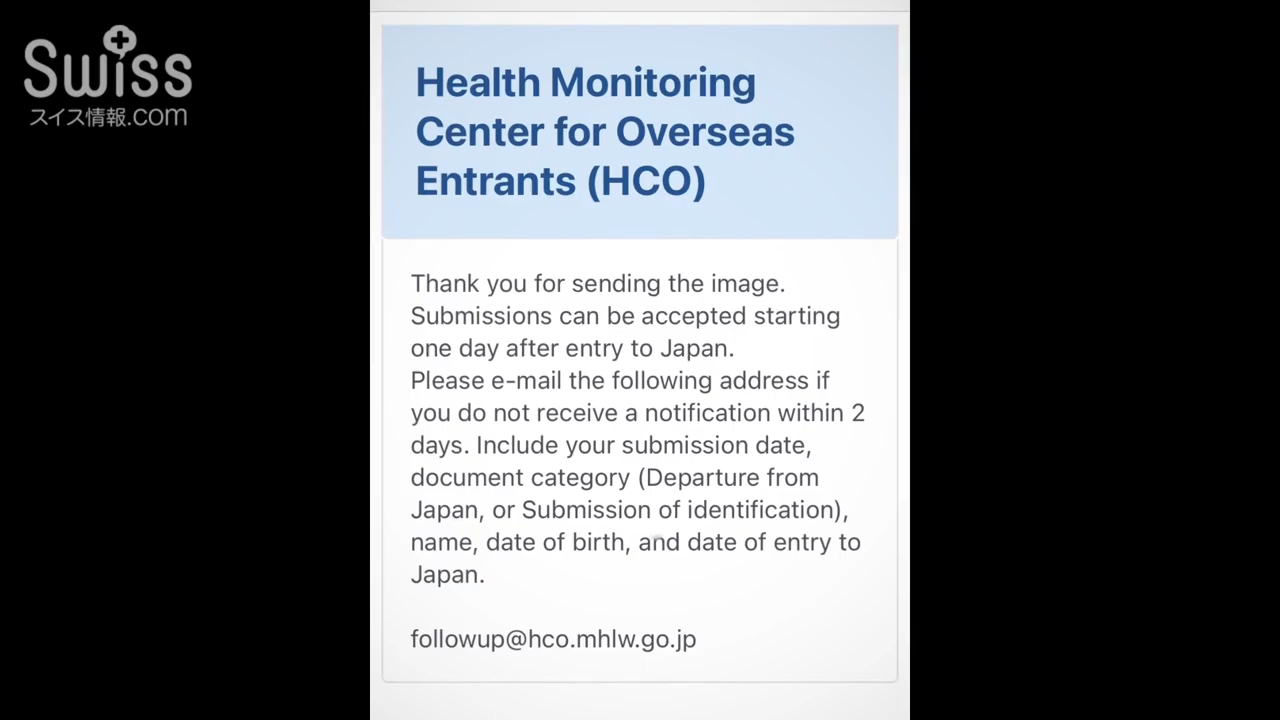 Swiss
スイス情報.com
Health Monitoring
Center for Overseas
Entrants (HCO)
Thank you for sending the image.
Submissions can be accepted starting
one day after entry to Japan.
Please e-mail the following address if
you do not receive a notification within 2
days. Include your submission date,
document category (Departure from
Japan, or Submission of identification),
name, date of birth, and date of entry to
Japan.
followup@hco.mhlw.go.jp